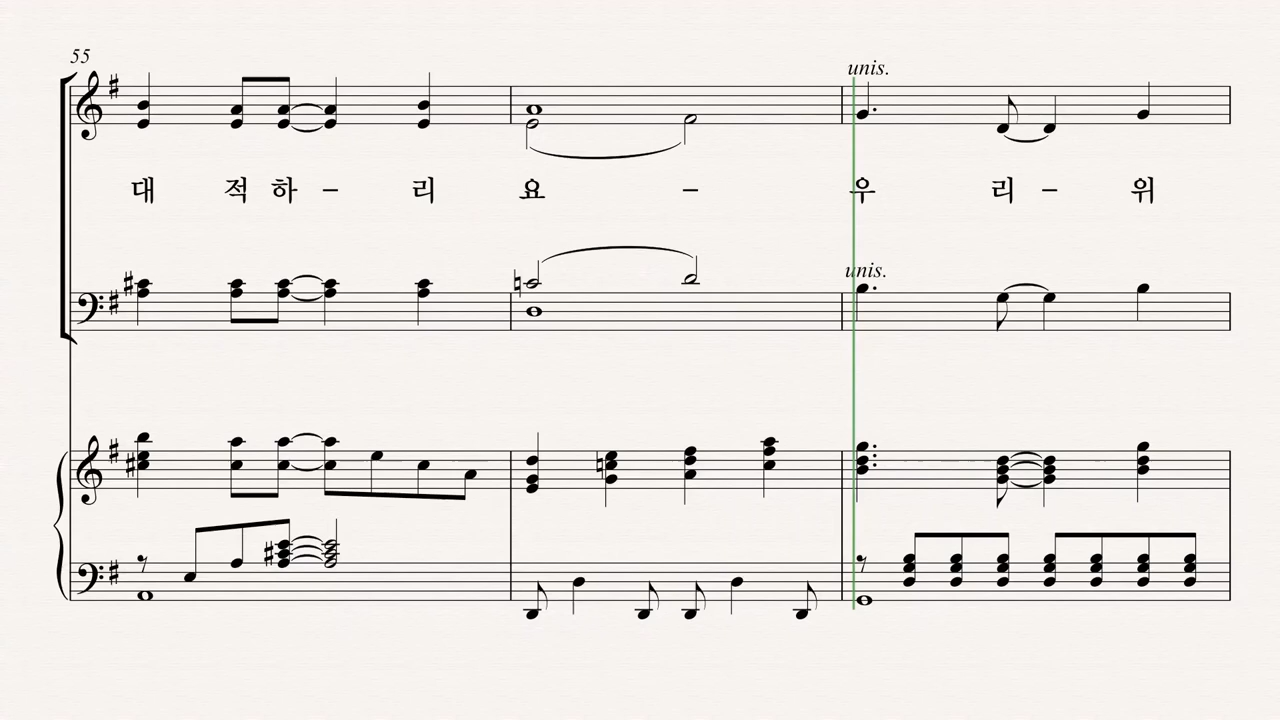 55
unis.
대 적 하 – 리 요 – 우 리 – 위
unis.